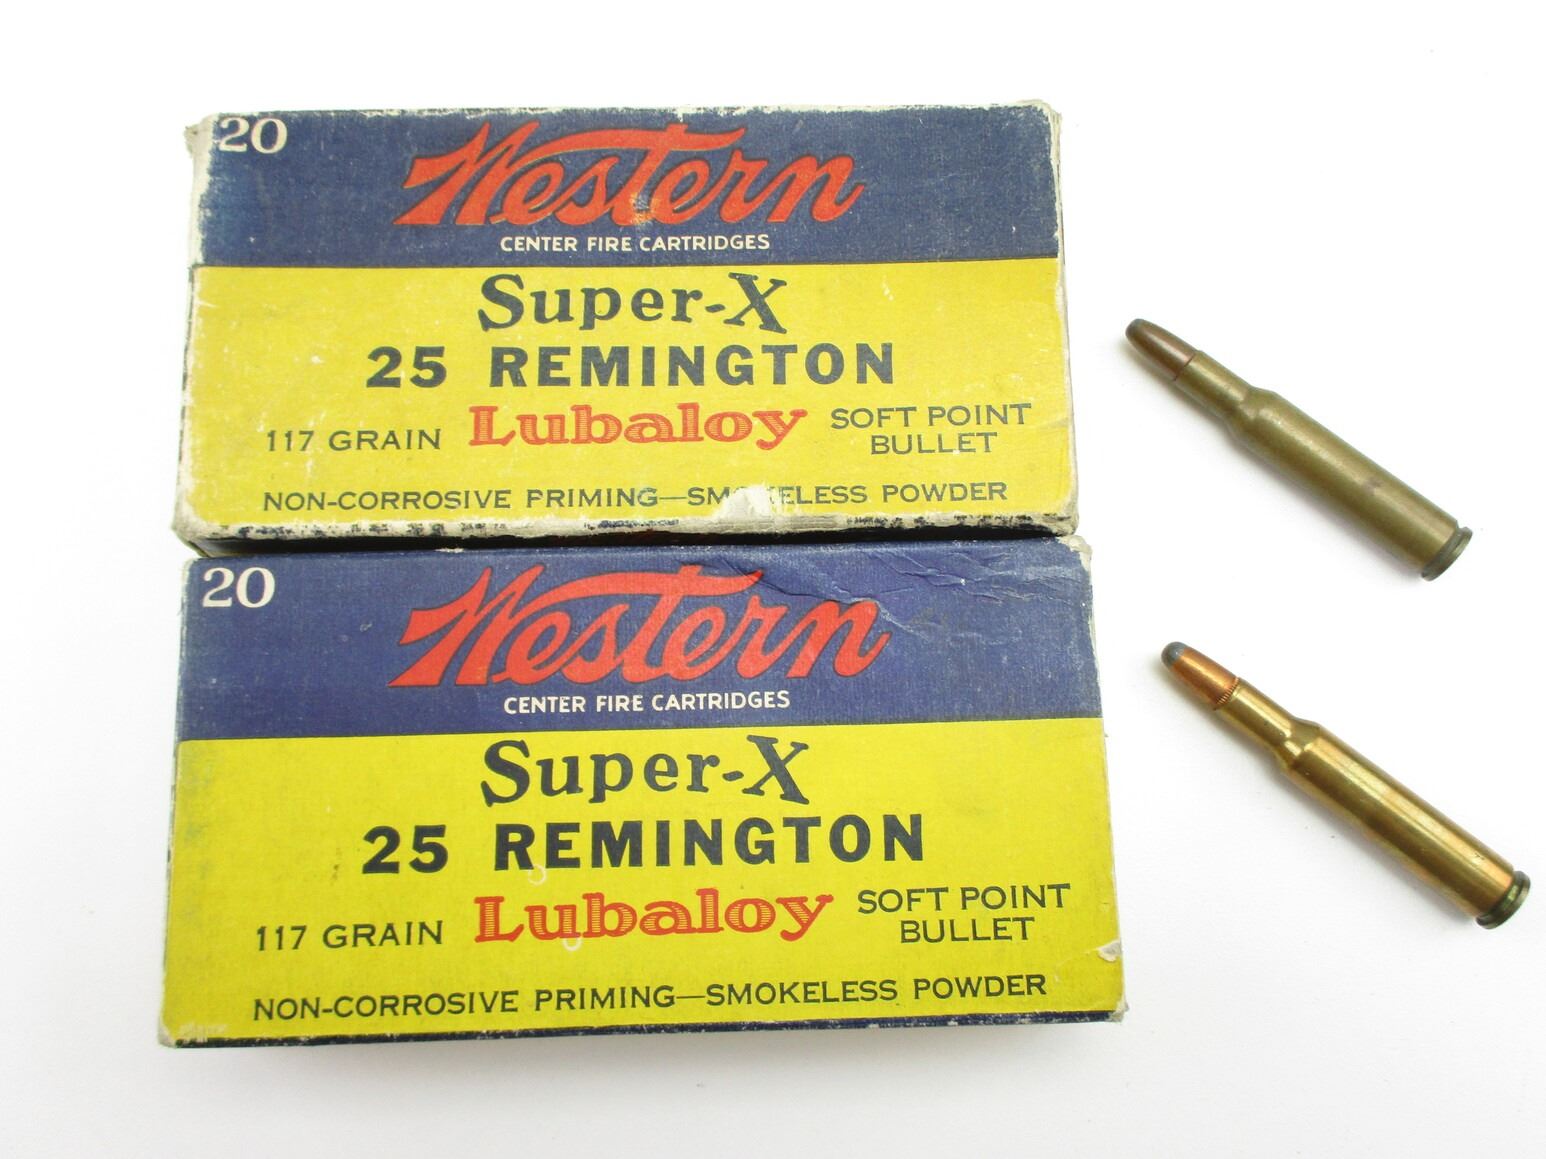 20
Western
CENTER FIRE CARTRIDGES
Super-X
25 REMINGTON
117 GRAIN Lubaloy SOFT POINT
BULLET
NON-CORROSIVE PRIMING—SMOKELESS POWDER
20
Western
CENTER FIRE CARTRIDGES
Super-X
25 REMINGTON
117 GRAIN Lubaloy SOFT POINT
BULLET
NON-CORROSIVE PRIMING—SMOKELESS POWDER